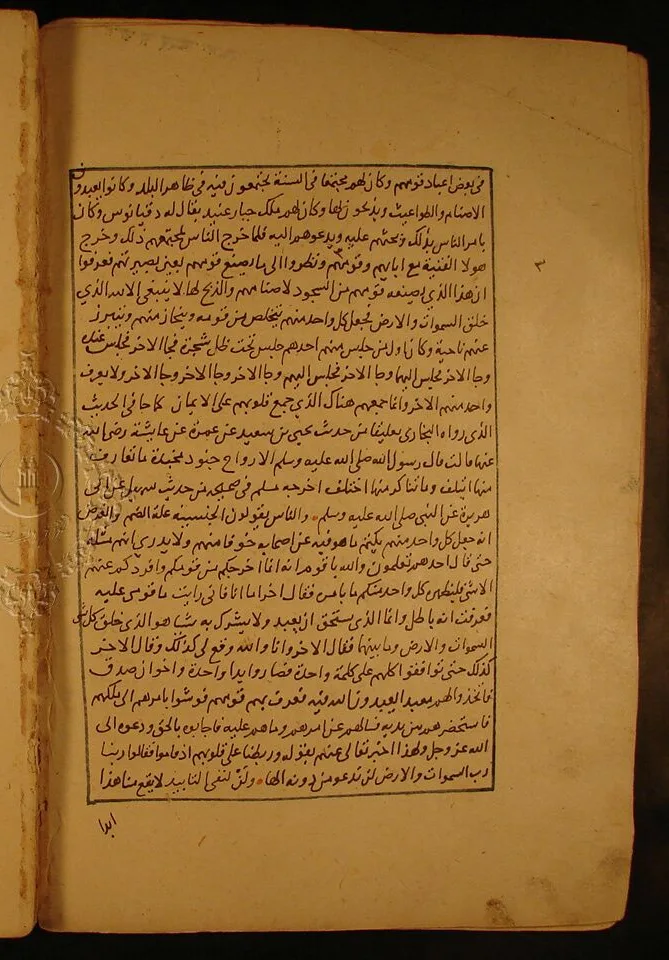 في بعض اعياد قومهم وكان لهم مجتمعا في السنة يجتمعون فيه في ظاهر البلد وكانوا يعبدون
الاصنام والطواغيت ويذبحون لها وكان لهم ملك جبار عنيد يقال له دقيانوس وكان
يامر الناس بذلك ويحثهم عليه ويدعوهم اليه فلما خرج الناس لمجتمعهم ذلك وخرج
هولا الفتية مع ابايهم وقومهم ونظروا الى ما يصنع قومهم بعين بصيرتهم فعرفوا
ان هذا الذي يصنعه قومهم من السجود لاصنامهم والذبح لها لا ينبغي الا لله الذي
خلق السموات والارض فجعل كل واحد منهم يتخلص من قومه وينحاز منهم ويتبرز
عنهم ناحية وكان اول من جلس منهم احدهم جلس تحت ظل شجرة فجا الاخر فجلس عنده
وجا الاخر فجلس اليهما وجا الاخر فجلس اليهم وجا الاخر وجا الاخر وجا الاخر ولا يعرف
واحد منهم الاخر وانما جمعهم هناك الذي جمع قلوبهم على الايمان كما جا في الحديث
الذي رواه البخاري تعليقا من حديث يحيى بن سعيد عن عمرة عن عايشة رضي الله
عنها قالت قال رسول الله صلى الله عليه وسلم الارواح جنود مجندة ما تعارف
منها ائتلف وما تناكر منها اختلف اخرجه مسلم في صحيحه من حديث سهيل عن ابي
هريرة عن النبي صلى الله عليه وسلم والناس يقولون الجنسية علة الضم والغرض
انه جعل كل واحد منهم يكتم ما هو فيه عن اصحابه خوفا منهم ولا يدري انهم مثله
حتى قال احدهم تعلمون والله يا قوم انه ما اخرجكم من قومكم وافردكم عنهم
الا شي فليظهر كل واحد منكم ما بامره فقال اخر اما انا فاني رايت ما قومي عليه
فعرفت انه باطل وانما الذي يستحق ان يعبد ولا يشرك به شيا هو الذي خلق كل شي
السموات والارض وما بينهما فقال الاخر وانا والله وقع لي كذلك وقال الاخر
كذلك حتى توافقوا كلهم على كلمة واحدة فصاروا يدا واحدة واخوان صدق
فاتخذوا لهم معبد ايعبدون الله فيه فعرف بهم قومهم فوشوا بامرهم الى ملكهم
فاستحضرهم بين يديه فسالهم عن امرهم وما هم عليه فاجابوه بالحق ودعوه الى
الله عز وجل ولهذا اخبر تعالى عنهم بقوله وربطنا على قلوبهم اذ قاموا فقالوا ربنا
رب السموات والارض لن ندعو من دونه الها ولن لنفي التابيد لا يقع منا هذا
ابدا
٣